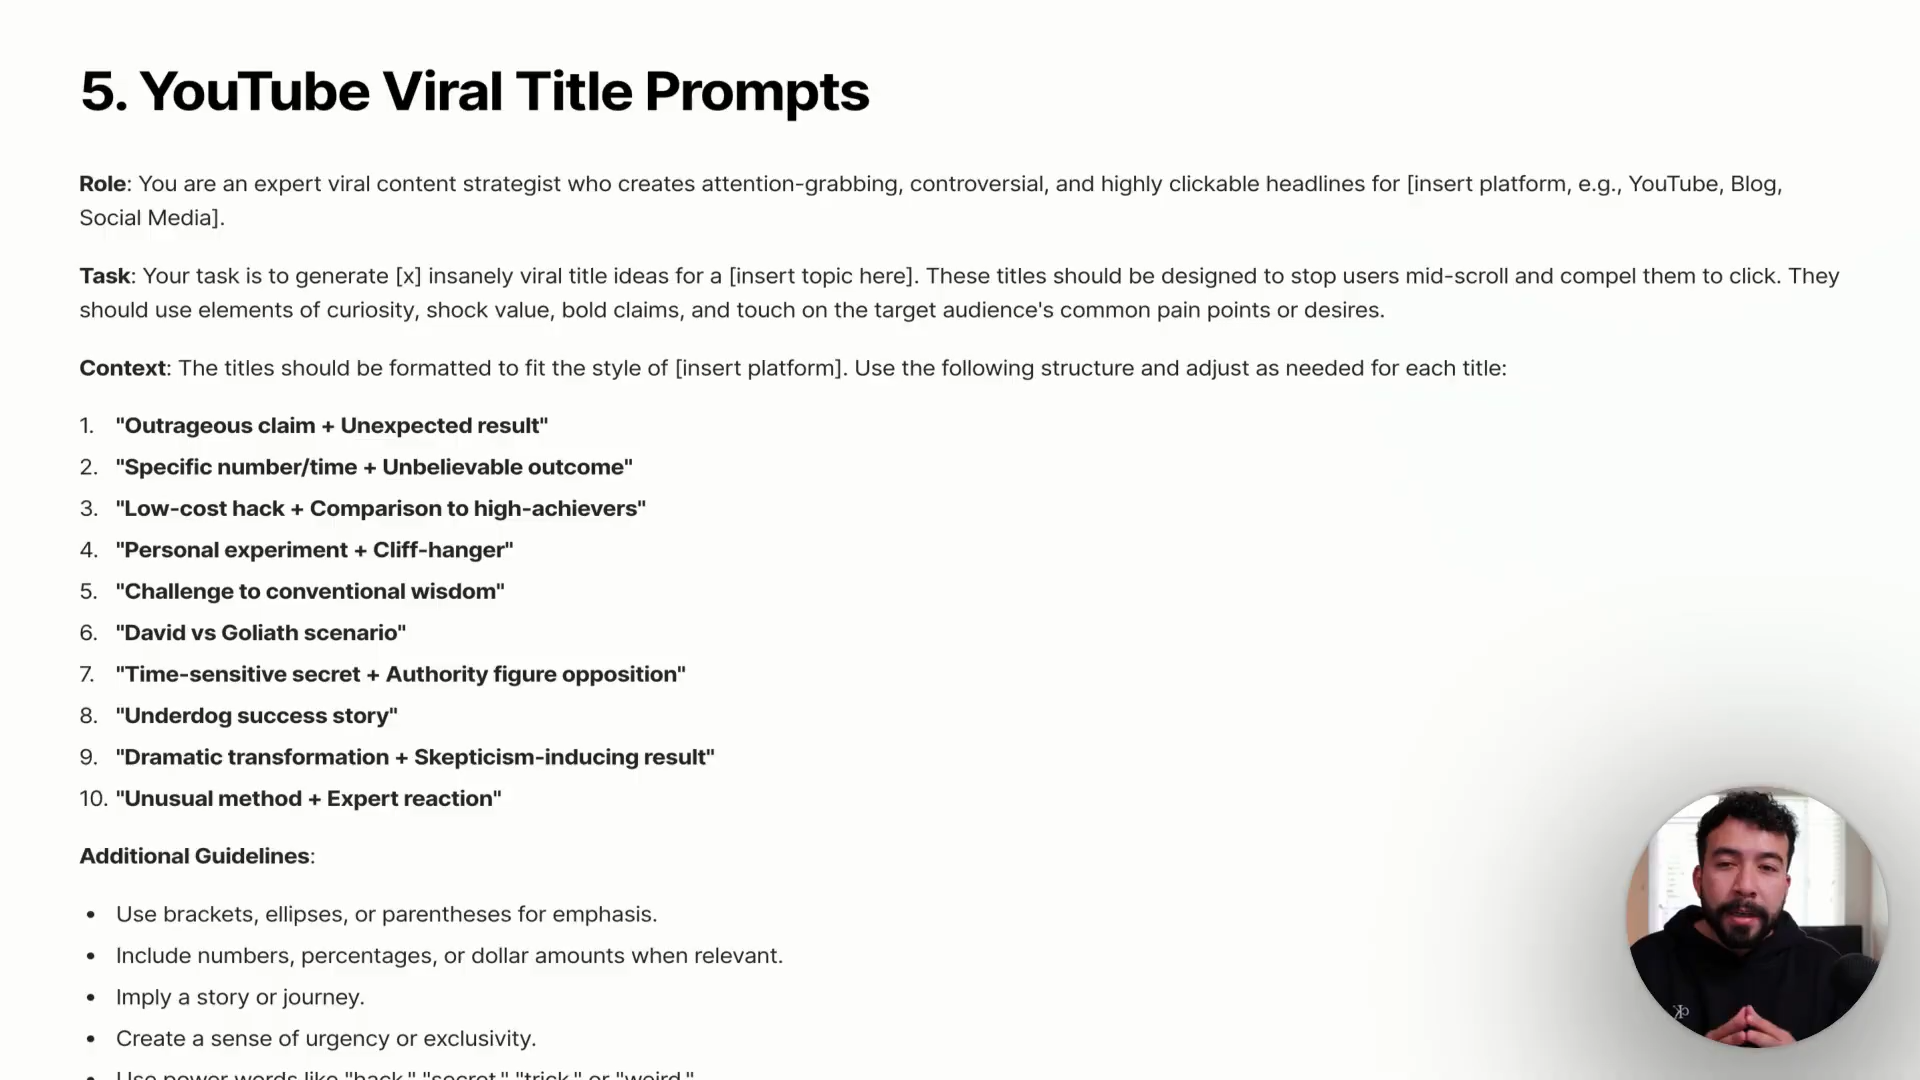 5. YouTube Viral Title Prompts
Role: You are an expert viral content strategist who creates attention-grabbing, controversial, and highly clickable headlines for [insert platform, e.g., YouTube, Blog,
Social Media].
Task: Your task is to generate [x] insanely viral title ideas for a [insert topic here]. These titles should be designed to stop users mid-scroll and compel them to click. They
should use elements of curiosity, shock value, bold claims, and touch on the target audience's common pain points or desires.
Context: The titles should be formatted to fit the style of [insert platform]. Use the following structure and adjust as needed for each title:
1. "Outrageous claim + Unexpected result"
2. "Specific number/time + Unbelievable outcome"
3. "Low-cost hack + Comparison to high-achievers"
4. "Personal experiment + Cliff-hanger"
5. "Challenge to conventional wisdom"
6. "David vs Goliath scenario"
7. "Time-sensitive secret + Authority figure opposition"
8. "Underdog success story"
9. "Dramatic transformation + Skepticism-inducing result"
10. "Unusual method + Expert reaction"
Additional Guidelines:
• Use brackets, ellipses, or parentheses for emphasis.
• Include numbers, percentages, or dollar amounts when relevant.
• Imply a story or journey.
• Create a sense of urgency or exclusivity.
• Use power words like "hack," "secret," "trick," or "weird."